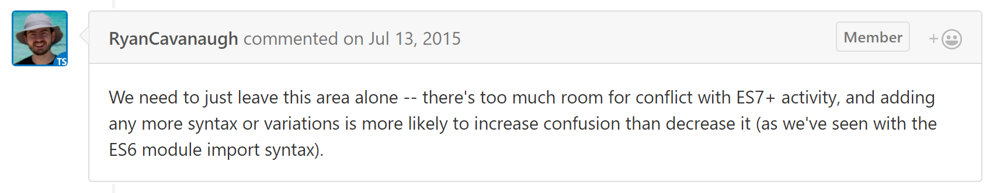 RyanCavanaugh commented on Jul 13, 2015
Member
+
TS
We need to just leave this area alone -- there's too much room for conflict with ES7+ activity, and adding
any more syntax or variations is more likely to increase confusion than decrease it (as we've seen with the
ES6 module import syntax).